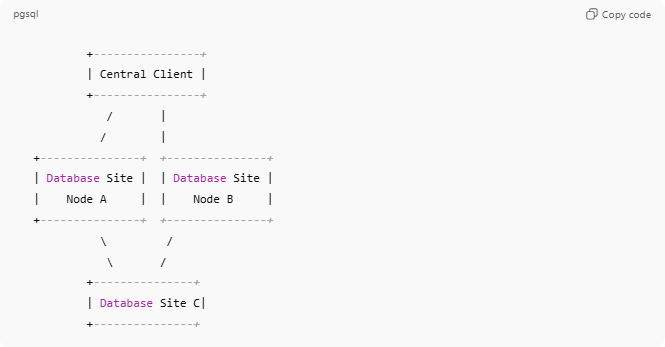 pgsql
Copy code
+----------------+
| Central Client |
+----------------+
/ |
/ |
+---------------+ +---------------+
| Database Site | | Database Site |
| Node A | | Node B |
+---------------+ +---------------+
\ /
\ /
+---------------+
| Database Site C|
+---------------+